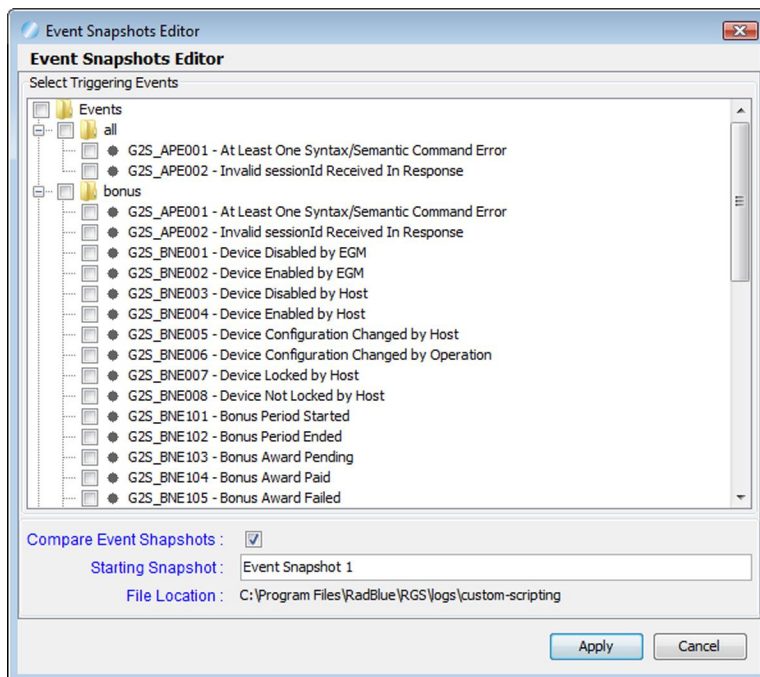 Event Snapshots Editor
Event Snapshots Editor
Select Triggering Events
Events
all
G2S_APE001 - At Least One Syntax/Semantic Command Error
G2S_APE002 - Invalid sessionId Received In Response
bonus
G2S_APE001 - At Least One Syntax/Semantic Command Error
G2S_APE002 - Invalid sessionId Received In Response
G2S_BNE001 - Device Disabled by EGM
G2S_BNE002 - Device Enabled by EGM
G2S_BNE003 - Device Disabled by Host
G2S_BNE004 - Device Enabled by Host
G2S_BNE005 - Device Configuration Changed by Host
G2S_BNE006 - Device Configuration Changed by Operation
G2S_BNE007 - Device Locked by Host
G2S_BNE008 - Device Not Locked by Host
G2S_BNE101 - Bonus Period Started
G2S_BNE102 - Bonus Period Ended
G2S_BNE103 - Bonus Award Pending
G2S_BNE104 - Bonus Award Paid
G2S_BNE105 - Bonus Award Failed
Compare Event Shapshots :
Starting Snapshot : Event Snapshot 1
File Location : C:\Program Files\RadBlue\RGS\logs\custom-scripting
Apply Cancel